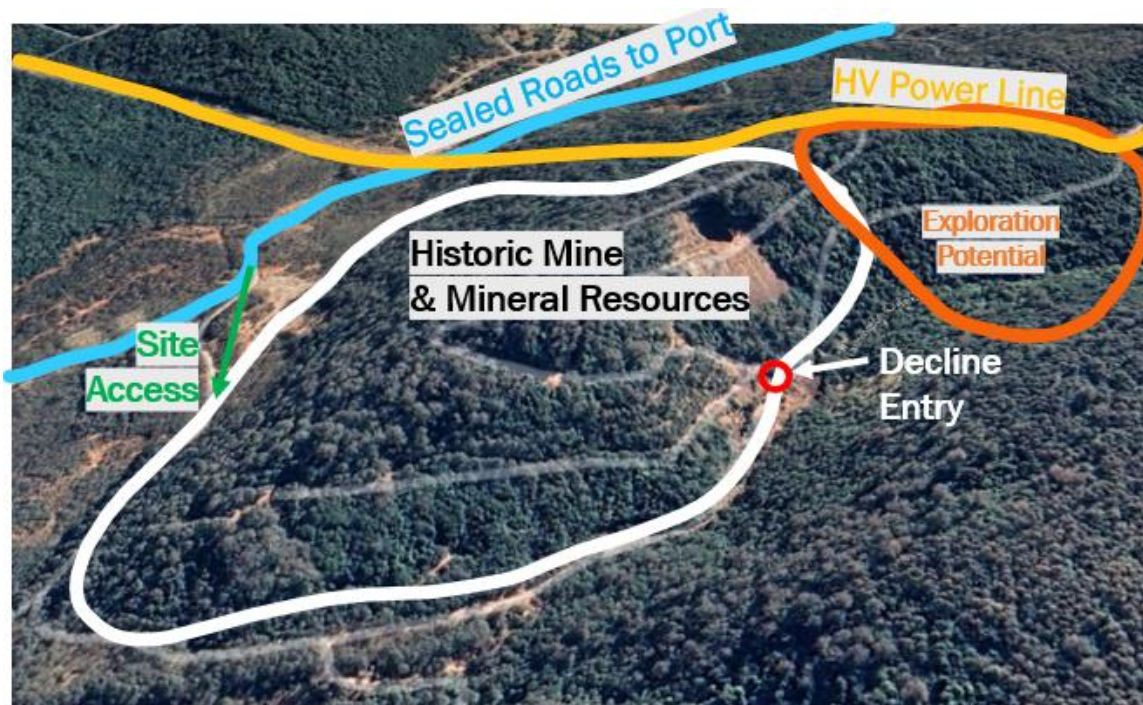 Sealed Roads to Port
HV Power Line
Historic Mine
& Mineral Resources
Exploration
Potential
Site
Access
Decline
Entry